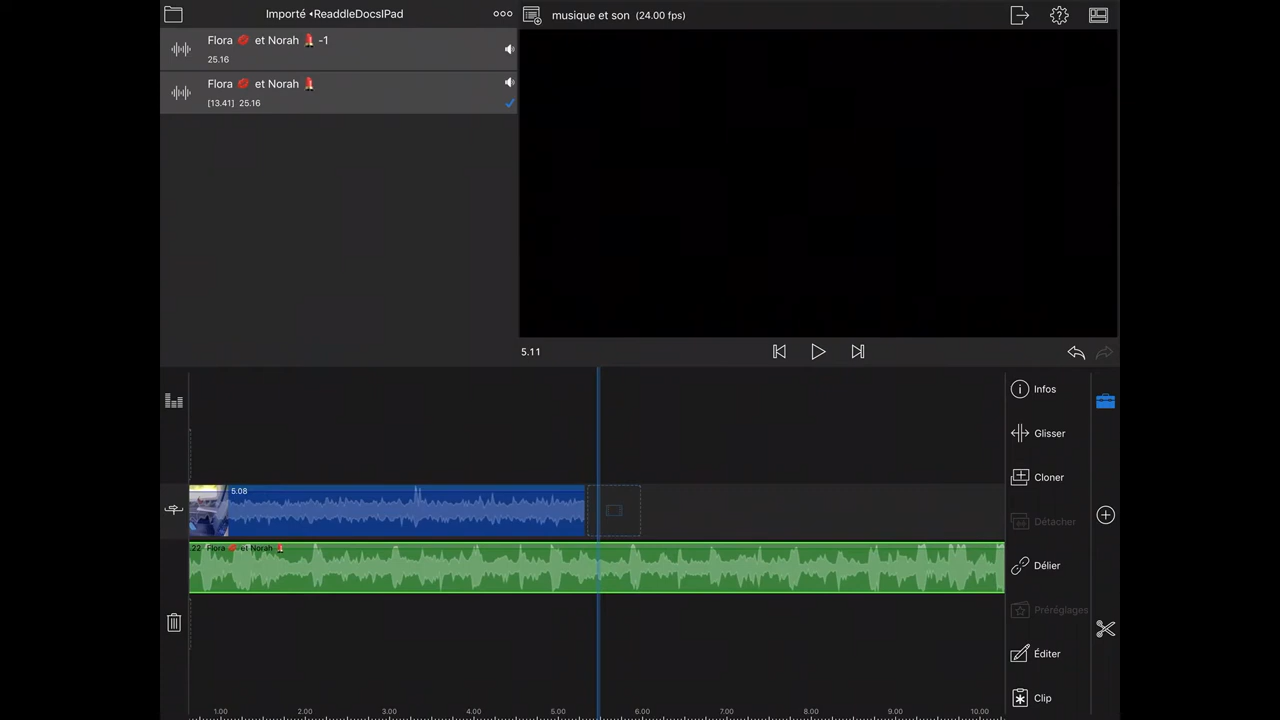 Importé ◂ReaddleDocsIPad
musique et son (24.00 fps)
Flora 💋 et Norah 💄 -1
25.16
Flora 💋 et Norah 💄
[13.41] 25.16
5.11
Infos
Glisser
Cloner
Détacher
Délier
Préréglages
Éditer
Clip
5.08
22 Flora 💋 et Norah 💄
1.00 2.00 3.00 4.00 5.00 6.00 7.00 8.00 9.00 10.00